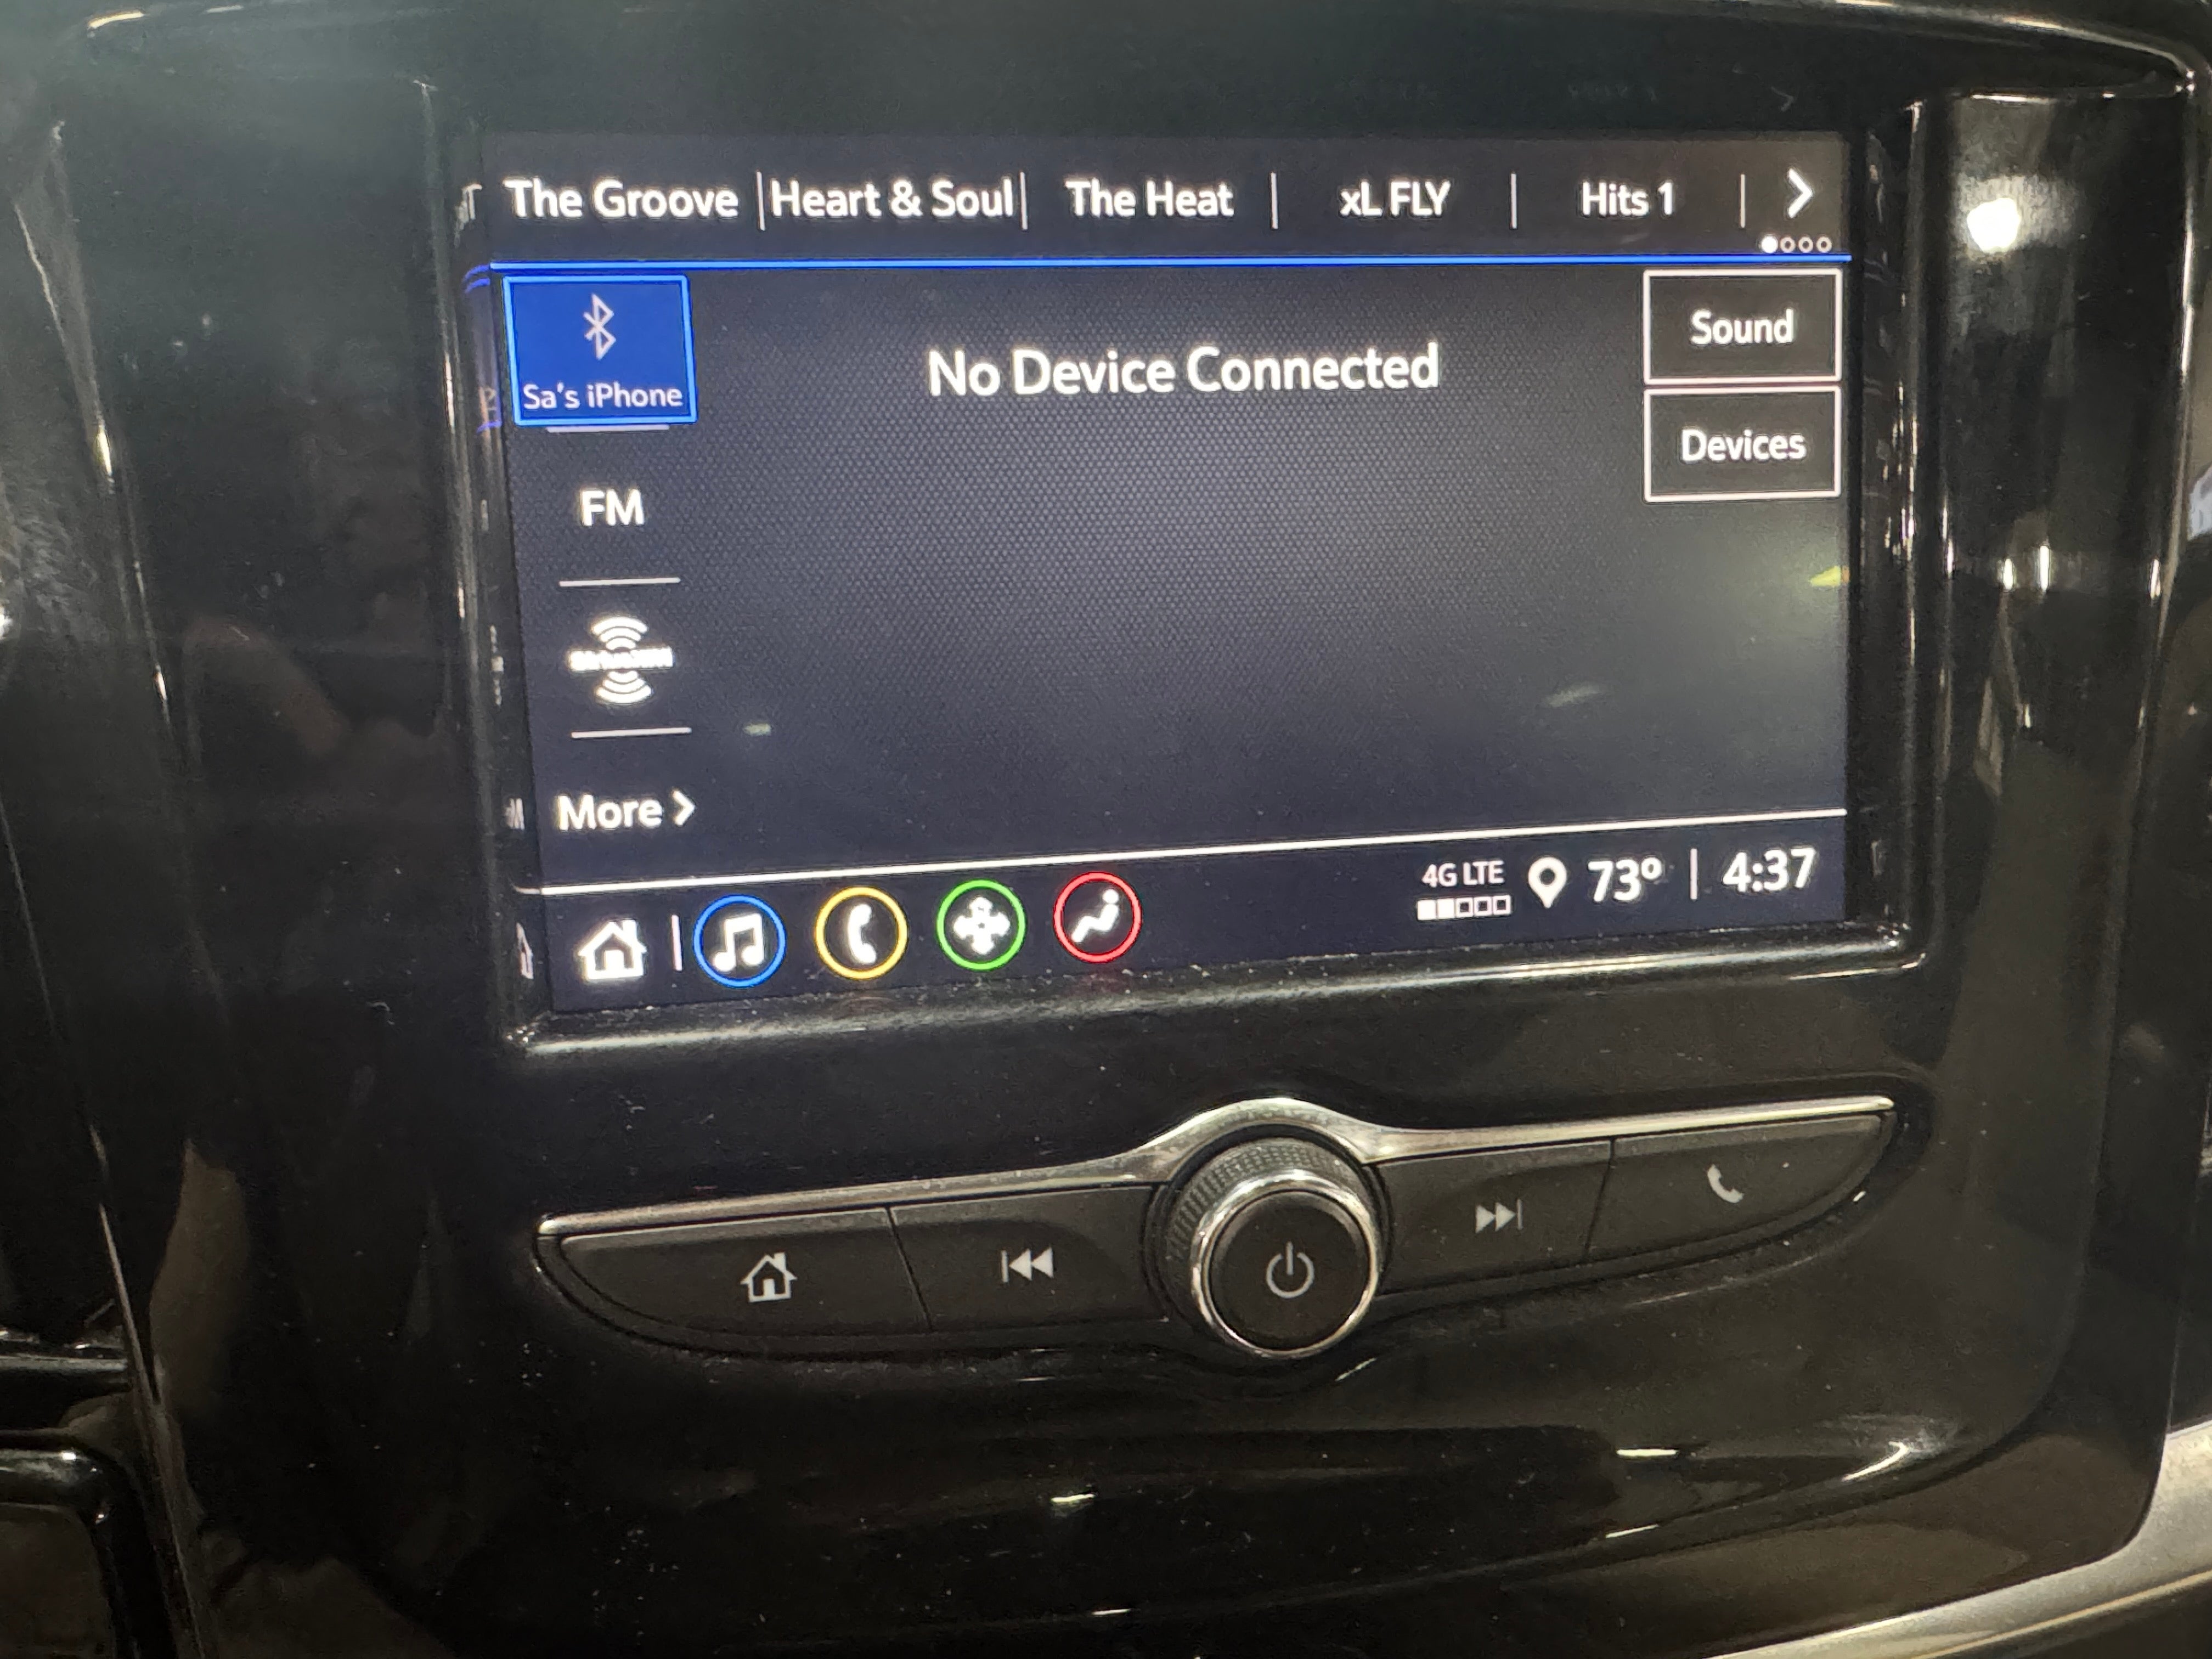 The Groove | Heart & Soul | The Heat | xL FLY | Hits 1 |
Sa's iPhone
No Device Connected
Sound
Devices
FM
More
4G LTE
73° | 4:37